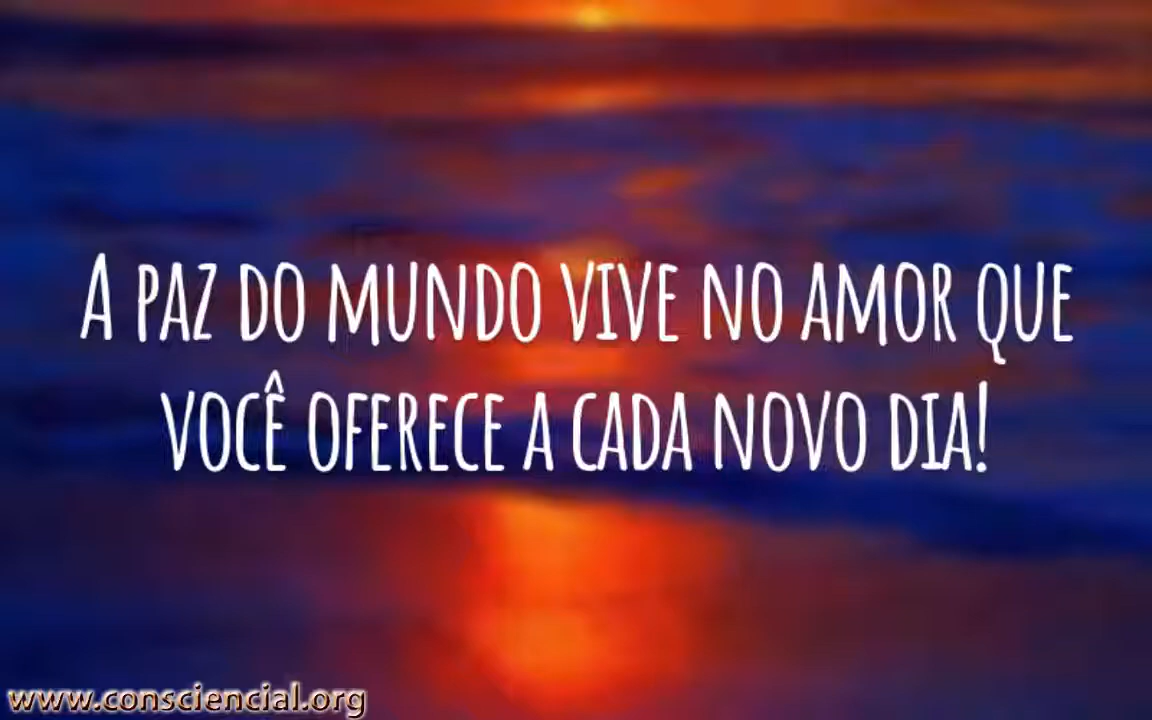 A PAZ DO MUNDO VIVE NO AMOR QUE
VOCÊ OFERECE A CADA NOVO DIA!
www.consciencial.org